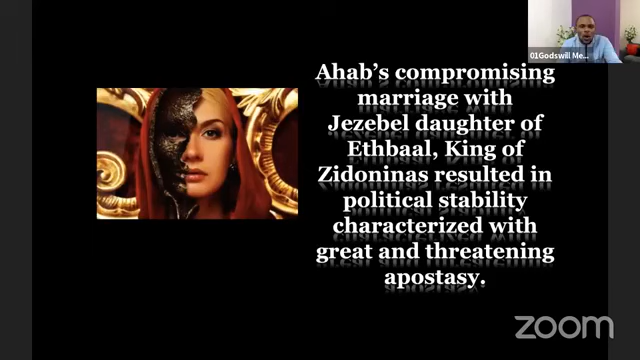 01Godswill Me...
Ahab's compromising
marriage with
Jezebel daughter of
Ethbaal, King of
Zidoninas resulted in
political stability
characterized with
great and threatening
apostasy.
zoom